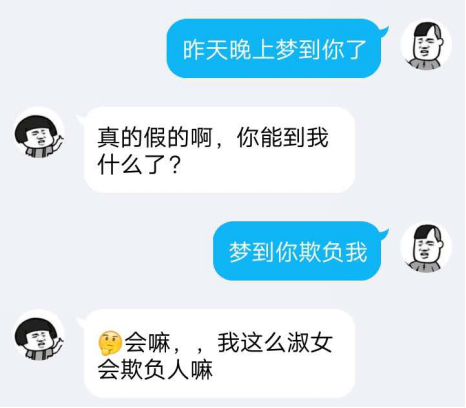 昨天晚上梦到你了
真的假的啊，你能到我
什么了？
梦到你欺负我
🤔会嘛，，我这么淑女
会欺负人嘛